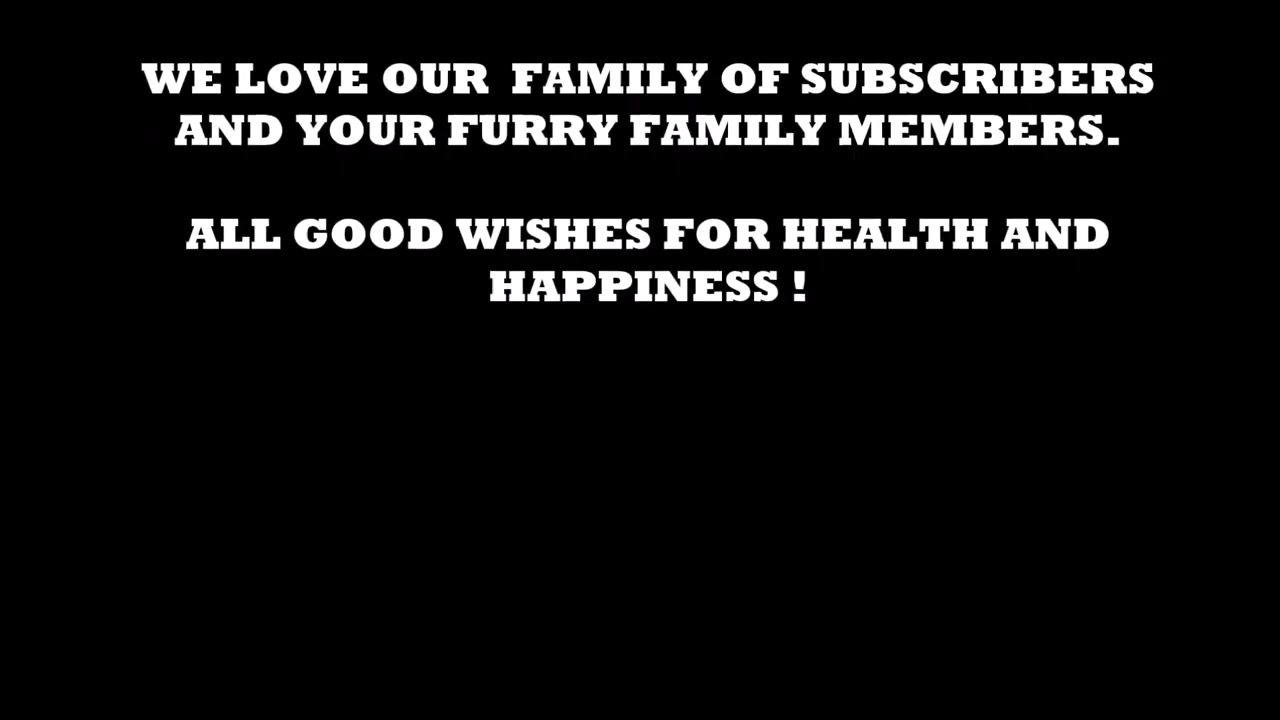 WE LOVE OUR  FAMILY OF SUBSCRIBERS
AND YOUR FURRY FAMILY MEMBERS.
ALL GOOD WISHES FOR HEALTH AND
HAPPINESS !